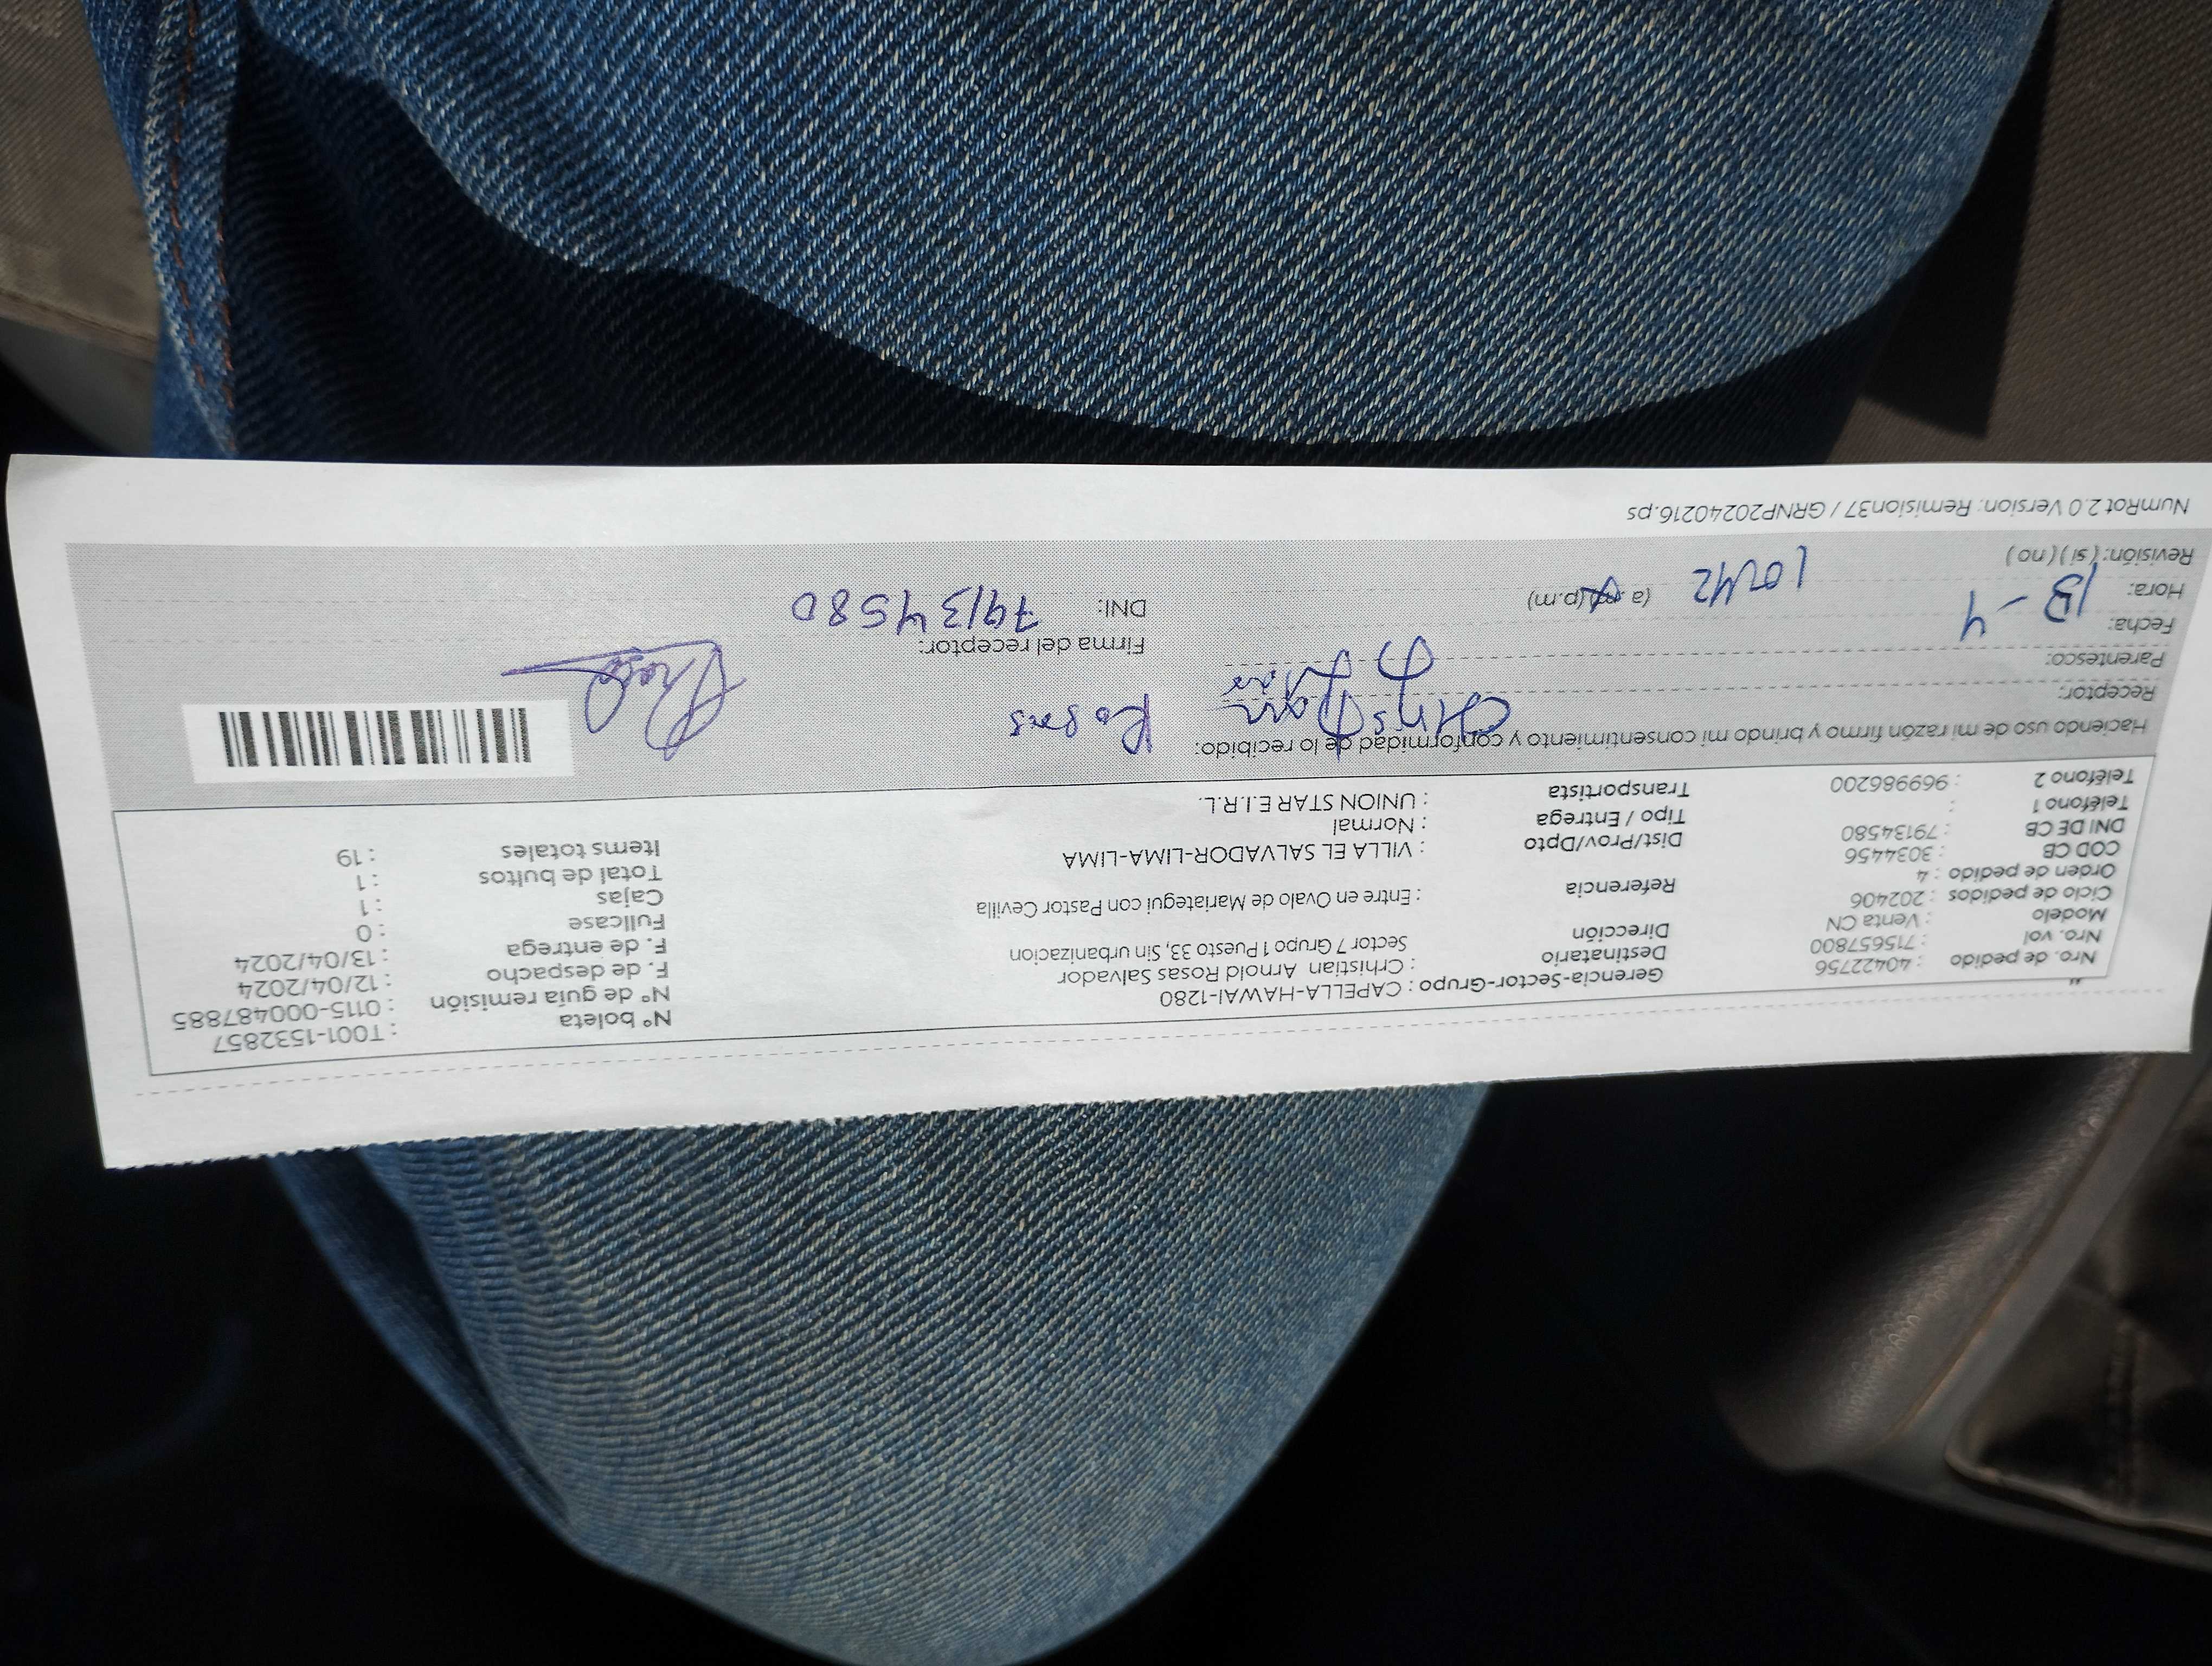 Nro. de pedido : 40422756
Nro. vol : 715657800
Modelo : Venta CN
Ciclo de pedidos : 202406
Orden de pedido : 4
COD CB : 3034456
DNI DE CB : 79134580
Teléfono 1 :
Teléfono 2 : 969986200
Gerencia-Sector-Grupo : CAPELLA-HAWAI-1280
Destinatario : Crhistian Arnold Rosas Salvador
Dirección Sector 7 Grupo 1 Puesto 33, Sin urbanizacion
Referencia : Entre en Ovalo de Mariategui con Pastor Cevilla
Dist/Prov/Dpto : VILLA EL SALVADOR-LIMA-LIMA
Tipo / Entrega : Normal
Transportista : UNION STAR E.I.R.L.
N° boleta : T001-1532857
N° de guía remisión : 0115-000487885
F. de despacho : 12/04/2024
F. de entrega : 13/04/2024
Fullcase : 0
Cajas : 1
Total de bultos : 1
Items totales : 19
Haciendo uso de mi razón firmo y brindo mi consentimiento y conformidad de lo recibido:
Receptor: Rosas
Parentesco:
Fecha: 13-4
Hora: 10:42 (a.m)(p.m)
Revisión: ( si ) ( no )
Firma del receptor:
DNI: 79134580
NumRot 2.0 Version: Remision37 / GRNP20240216.ps